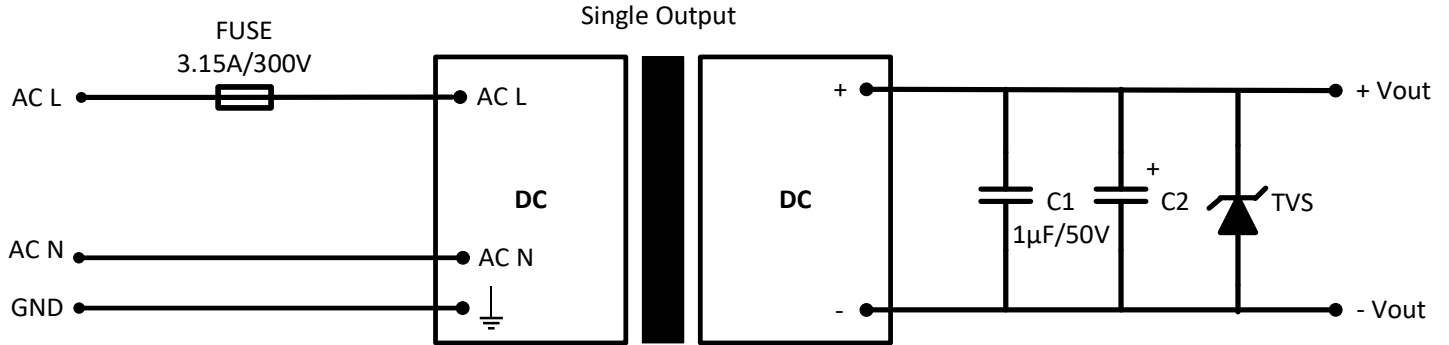 Single Output
FUSE
3.15A/300V
AC L
AC L
+
+ Vout
DC
DC
+
C1
C2
TVS
1µF/50V
AC N
AC N
GND
-
- Vout